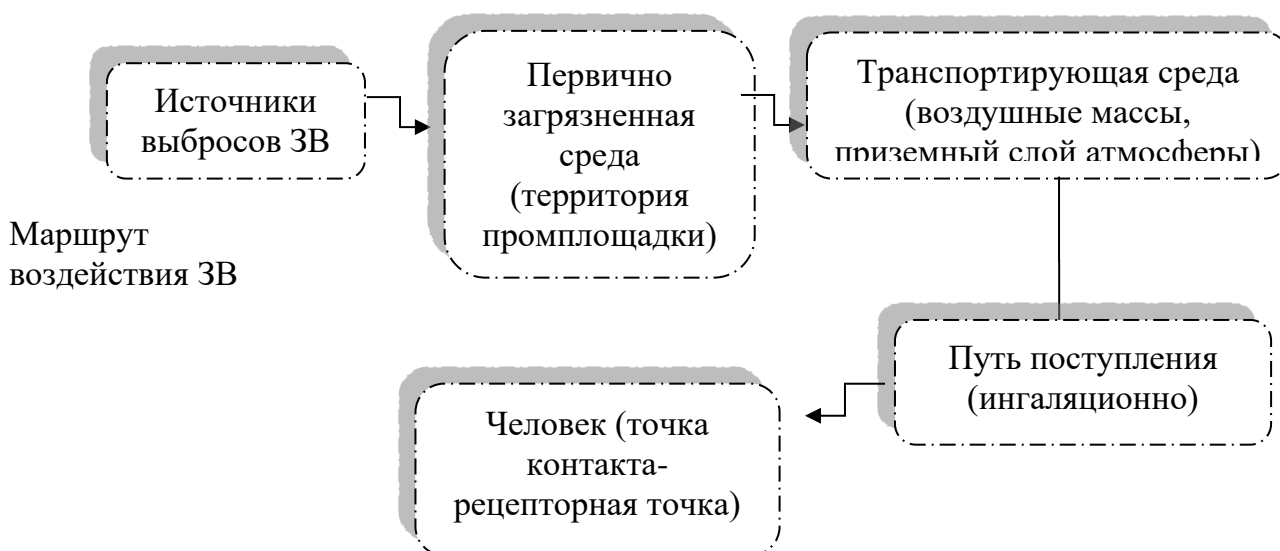 Источники
выбросов ЗВ
Первично
загрязненная
среда
(территория
промплощадки)
Транспортирующая среда
(воздушные массы,
приземный слой атмосферы)
Маршрут
воздействия ЗВ
Путь поступления
(ингаляционно)
Человек (точка
контакта-
рецепторная точка)